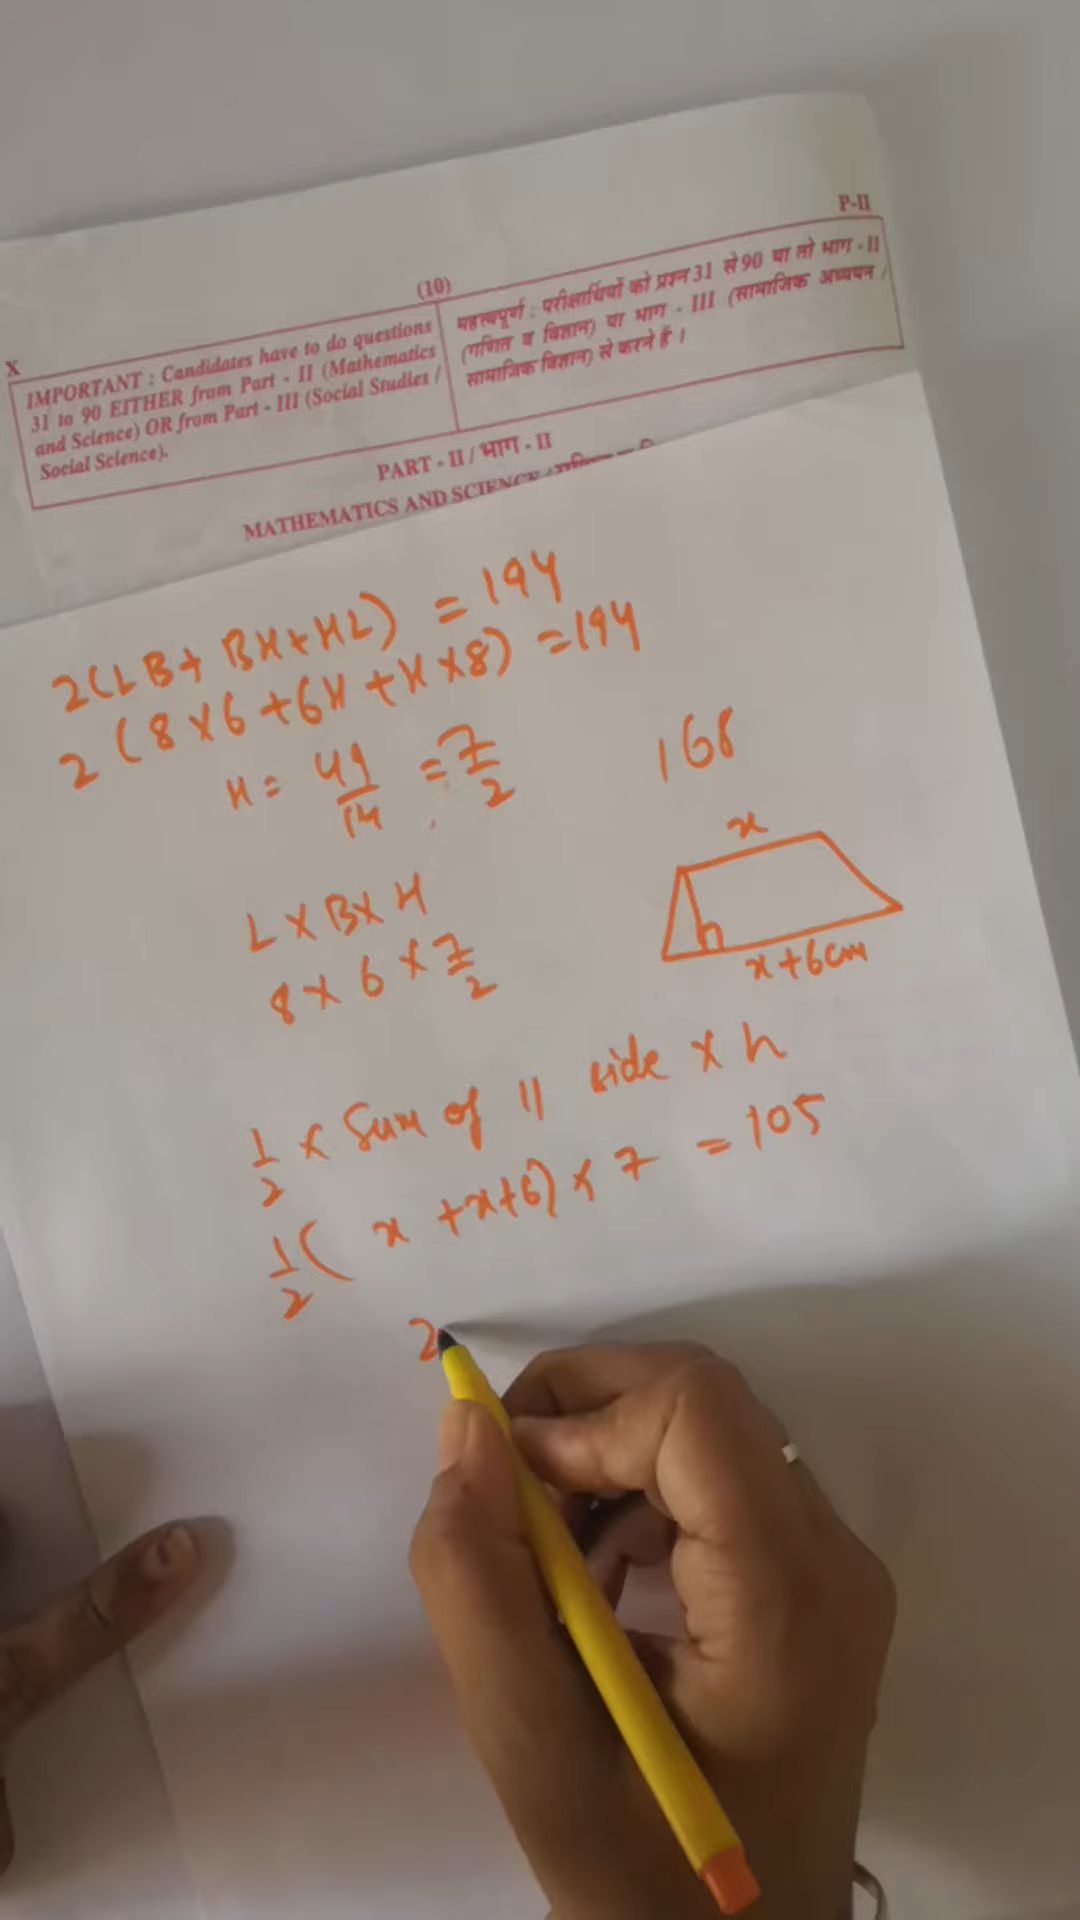 P-II
(10)
X
IMPORTANT : Candidates have to do questions
31 to 90 EITHER from Part - II (Mathematics
and Science) OR from Part - III (Social Studies /
Social Science).
महत्वपूर्ण : परीक्षार्थियों को प्रश्न 31 से 90 या तो भाग - II
(गणित व विज्ञान) या भाग - III (सामाजिक अध्ययन /
सामाजिक विज्ञान) से करने हैं ।
PART - II / भाग - II
MATHEMATICS AND SCIENCE /
2(LB+ BH+HL) = 194
2 (8×6+6H+H×8) =194
H = 49/14 = 7/2
168
x
h
x+6cm
L×B×H
8×6×7/2
1/2 × Sum of || side × h
1/2 ( x +x+6) × 7 = 105
2